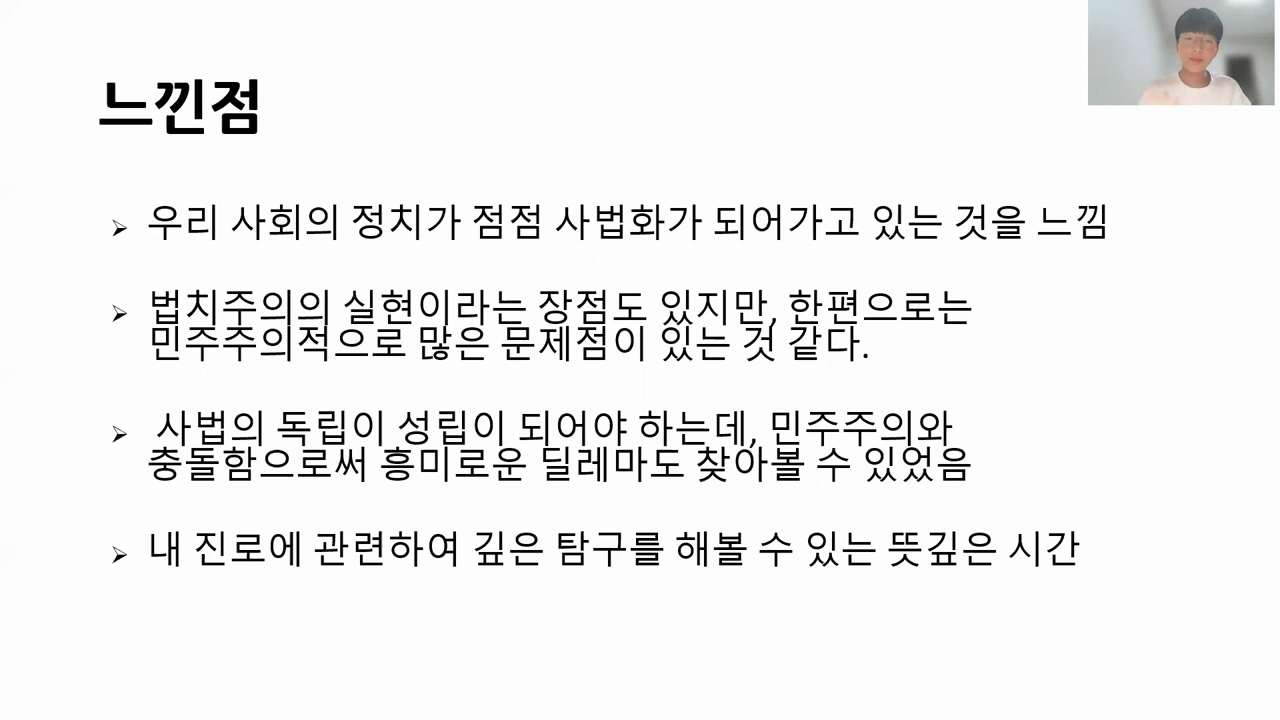 느낀점
우리 사회의 정치가 점점 사법화가 되어가고 있는 것을 느낌
법치주의의 실현이라는 장점도 있지만, 한편으로는
민주주의적으로 많은 문제점이 있는 것 같다.
사법의 독립이 성립이 되어야 하는데, 민주주의와
충돌함으로써 흥미로운 딜레마도 찾아볼 수 있었음
내 진로에 관련하여 깊은 탐구를 해볼 수 있는 뜻깊은 시간